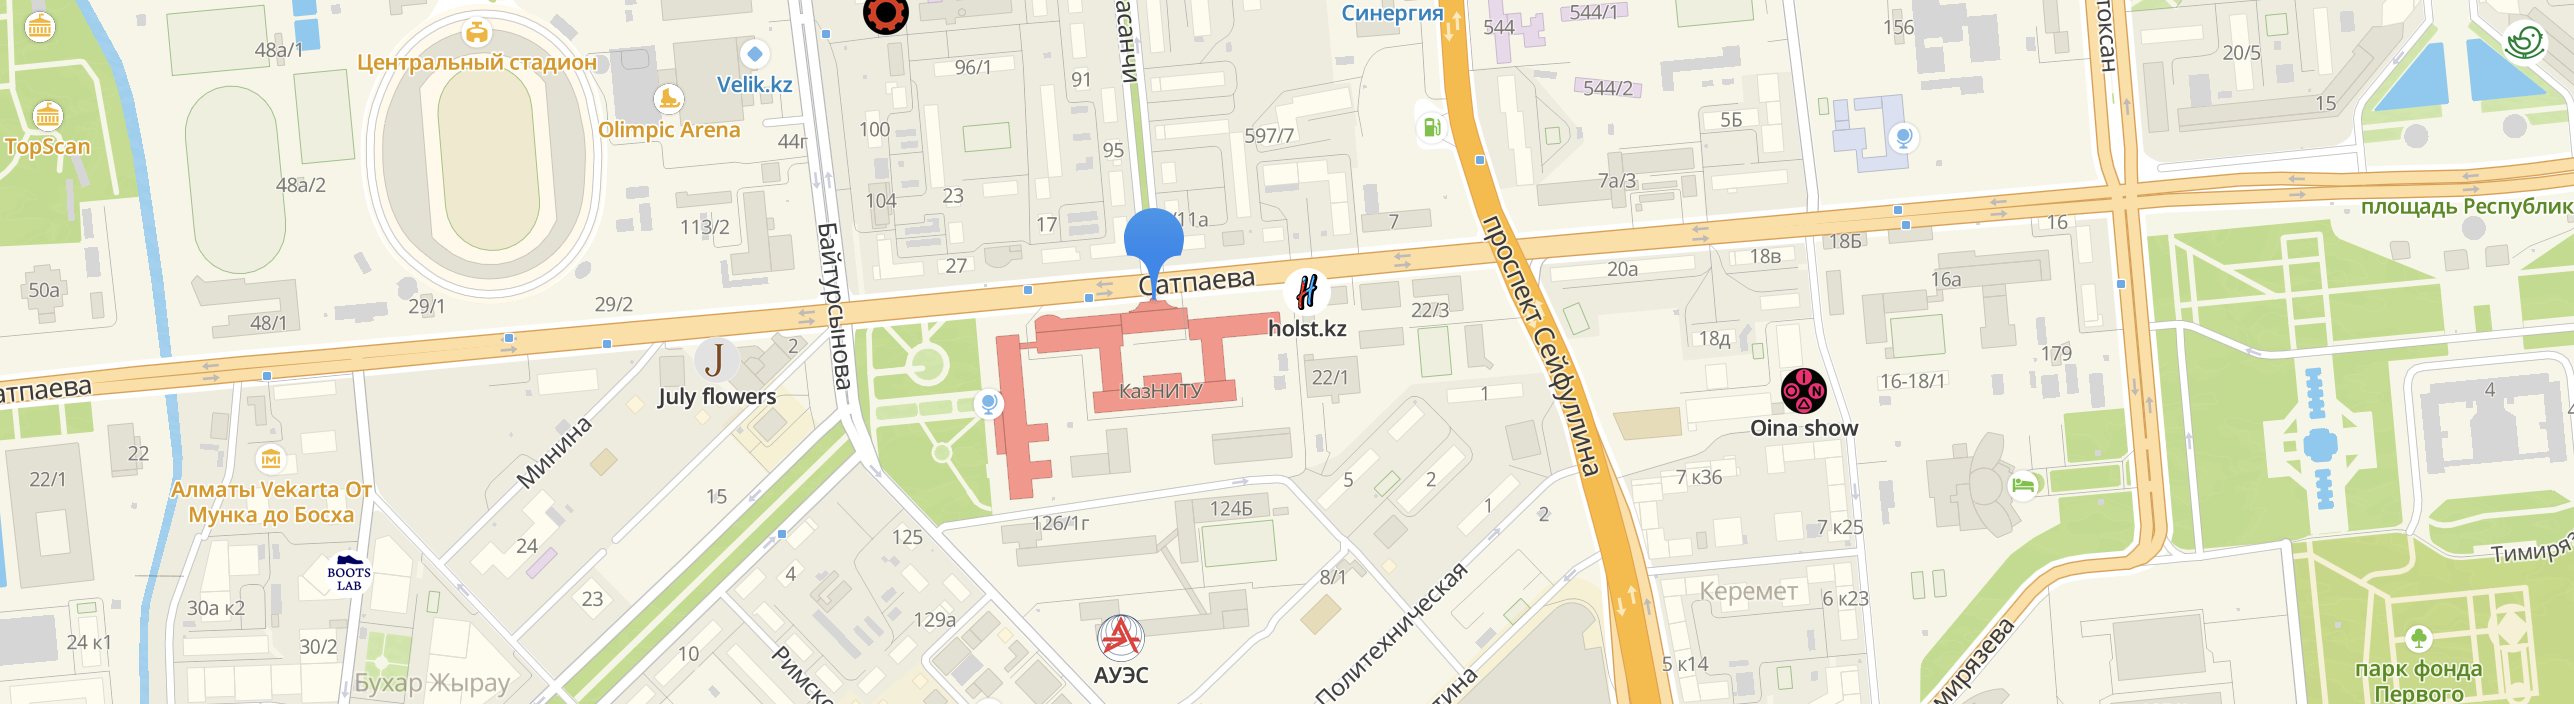 48а/1
Центральный стадион
Olimpic Arena
Velik.kz
TopScan
48а/2
44г
113/2
50а
48/1
29/1
29/2
Байтурсынова
96/1
91
100
95
104
23
17
27
11а
асанчи
597/7
7
Синергия
544
544/1
544/2
5Б
7а/3
156
токсан
20/5
15
площадь Республик
16
18Б
18в
20а
16а
Сатпаева
атпаева
проспект Сейфуллина
holst.kz
22/3
22/1
18д
179
16-18/1
4
КазНИТУ
July flowers
2
Минина
22
22/1
Алматы Vekarta От
Мунка до Босха
BOOTS
LAB
15
24
23
125
126/1г
124Б
5
2
1
1
2
Oina show
7 к36
7 к25
Керемет
6 к23
5 к14
8/1
Политехническая
тина
4
129а
10
Римско
АУЭС
30а к2
30/2
24 к1
Бухар Жырау
Тимиряз
мирязева
парк фонда
Первого